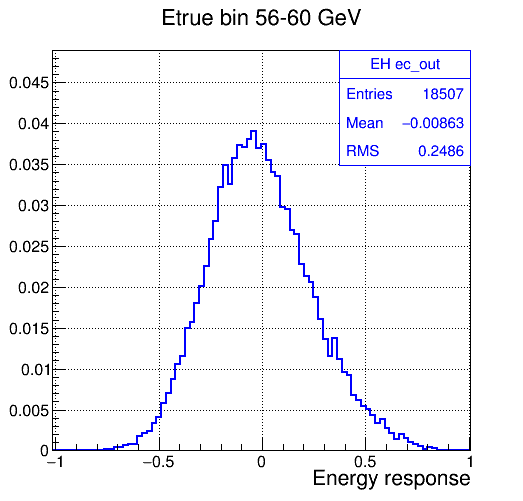 Etrue bin 56-60 GeV
EH ec_out
Entries 18507
Mean −0.00863
RMS 0.2486
0.045
0.04
0.035
0.03
0.025
0.02
0.015
0.01
0.005
0
−1 −0.5 0 0.5 1
Energy response